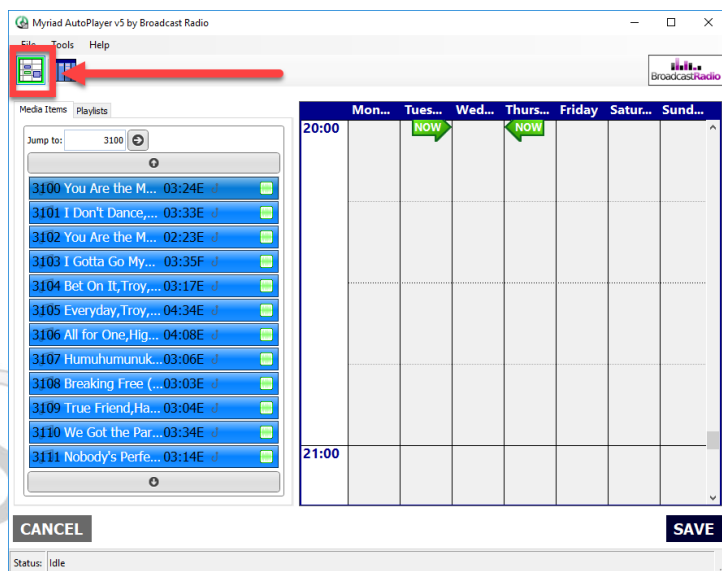 Myriad AutoPlayer v5 by Broadcast Radio
File Tools Help
BroadcastRadio
Media Items Playlists
Jump to: 3100
3100 You Are the M... 03:24E
3101 I Don't Dance,... 03:33E
3102 You Are the M... 02:23E
3103 I Gotta Go My... 03:35F
3104 Bet On It,Troy,... 03:17E
3105 Everyday,Troy,... 04:34E
3106 All for One,Hig... 04:08E
3107 Humuhumunuk... 03:06E
3108 Breaking Free (... 03:03E
3109 True Friend,Ha... 03:04E
3110 We Got the Par... 03:34E
3111 Nobody's Perfe... 03:14E
Mon... Tues... Wed... Thurs... Friday Satur... Sund...
20:00
NOW NOW
21:00
CANCEL SAVE
Status: Idle